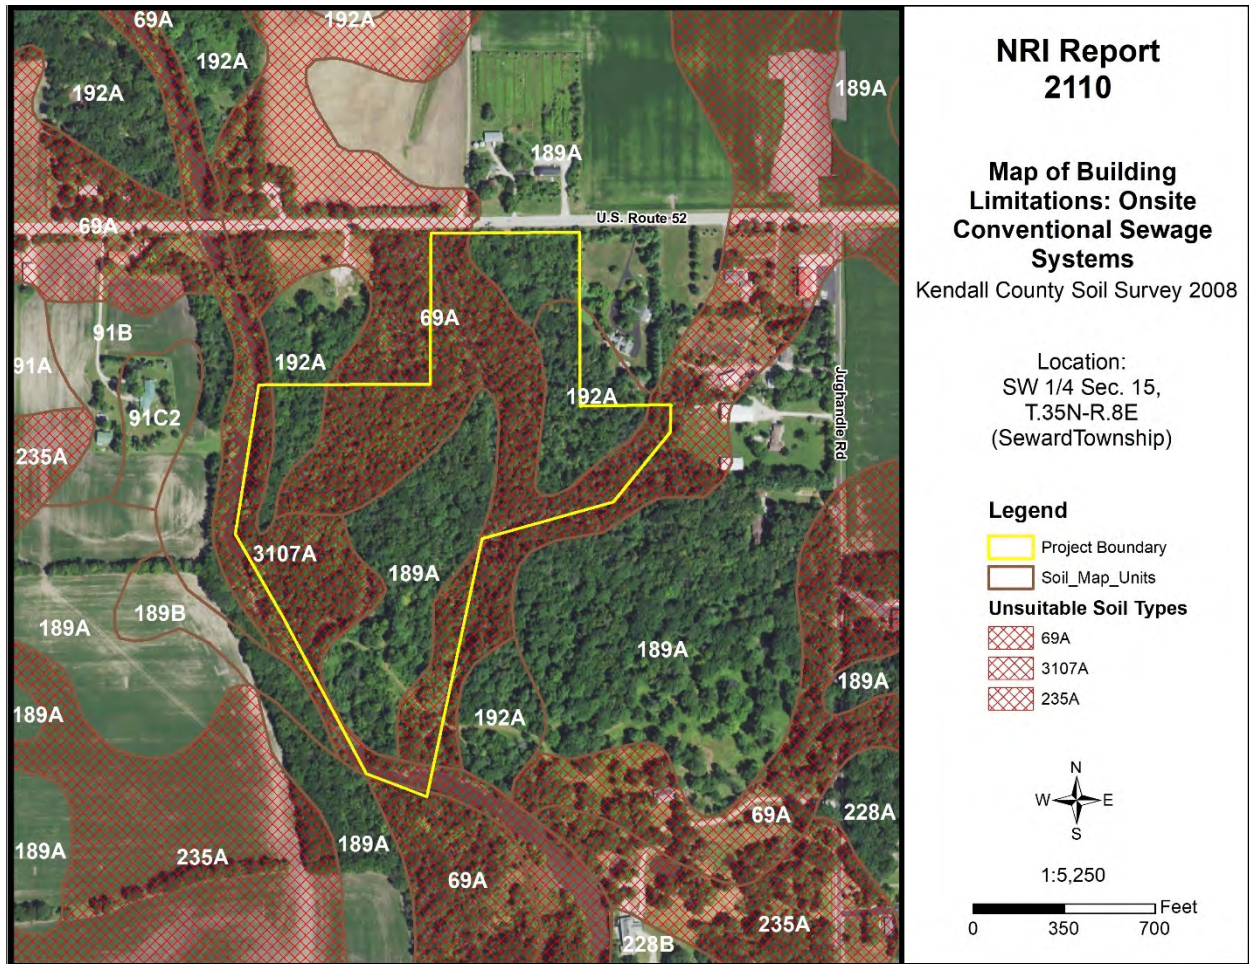 69A
192A
192A
192A
189A
189A
U.S. Route 52
69A
91B
69A
91A
192A
192A
91C2
Jughandle Rd
235A
3107A
189A
189B
189A
189A
189A
189A
192A
228A
69A
189A
189A
235A
69A
235A
228B
NRI Report
2110
Map of Building
Limitations: Onsite
Conventional Sewage
Systems
Kendall County Soil Survey 2008
Location:
SW 1/4 Sec. 15,
T.35N-R.8E
(SewardTownship)
Legend
Project Boundary
Soil_Map_Units
Unsuitable Soil Types
69A
3107A
235A
N
W E
S
1:5,250
Feet
0 350 700